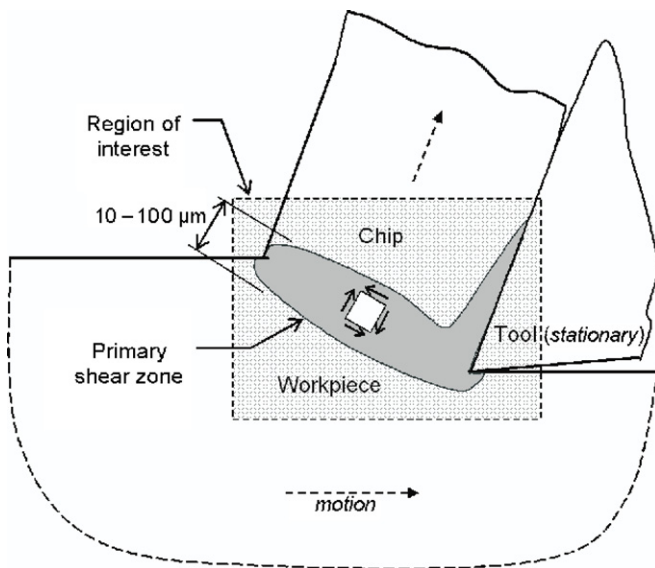 Region of
interest
10 – 100 µm
Chip
Tool (stationary)
Primary
shear zone
Workpiece
motion